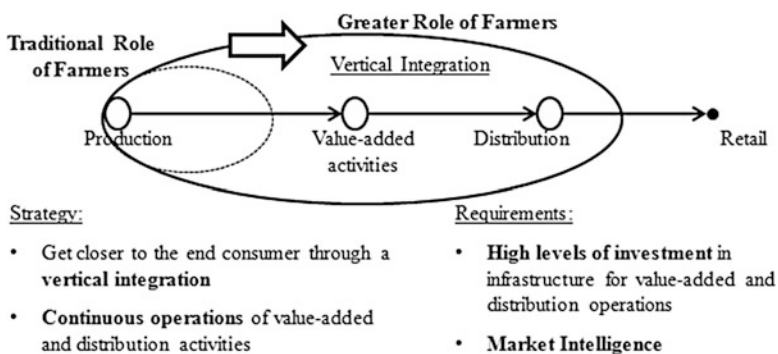 Greater Role of Farmers
Traditional Role
of Farmers
Vertical Integration
Production
Value-added
activities
Distribution
Retail
Strategy:
• Get closer to the end consumer through a
vertical integration
• Continuous operations of value-added
and distribution activities
Requirements:
• High levels of investment in
infrastructure for value-added and
distribution operations
• Market Intelligence